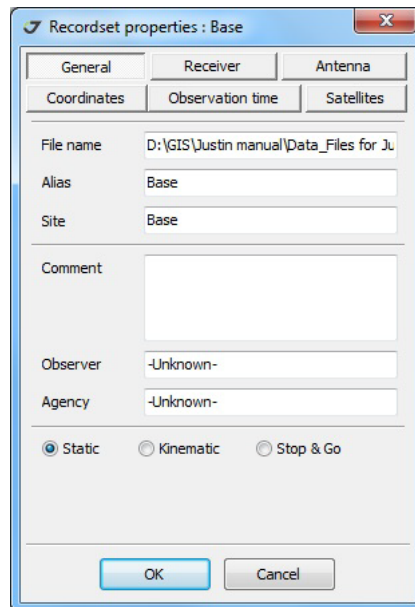 Recordset properties : Base
General Receiver Antenna
Coordinates Observation time Satellites
File name D:\GIS\Justin manual\Data_Files for Ju
Alias Base
Site Base
Comment
Observer -Unknown-
Agency -Unknown-
Static Kinematic Stop & Go
OK Cancel